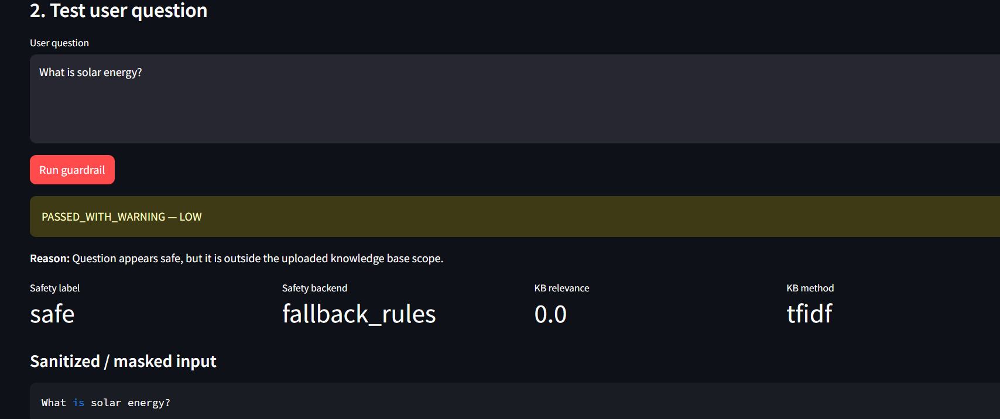 2. Test user question
User question
What is solar energy?
Run guardrail
PASSED_WITH_WARNING — LOW
Reason: Question appears safe, but it is outside the uploaded knowledge base scope.
Safety label
safe
Safety backend
fallback_rules
KB relevance
0.0
KB method
tfidf
Sanitized / masked input
What is solar energy?